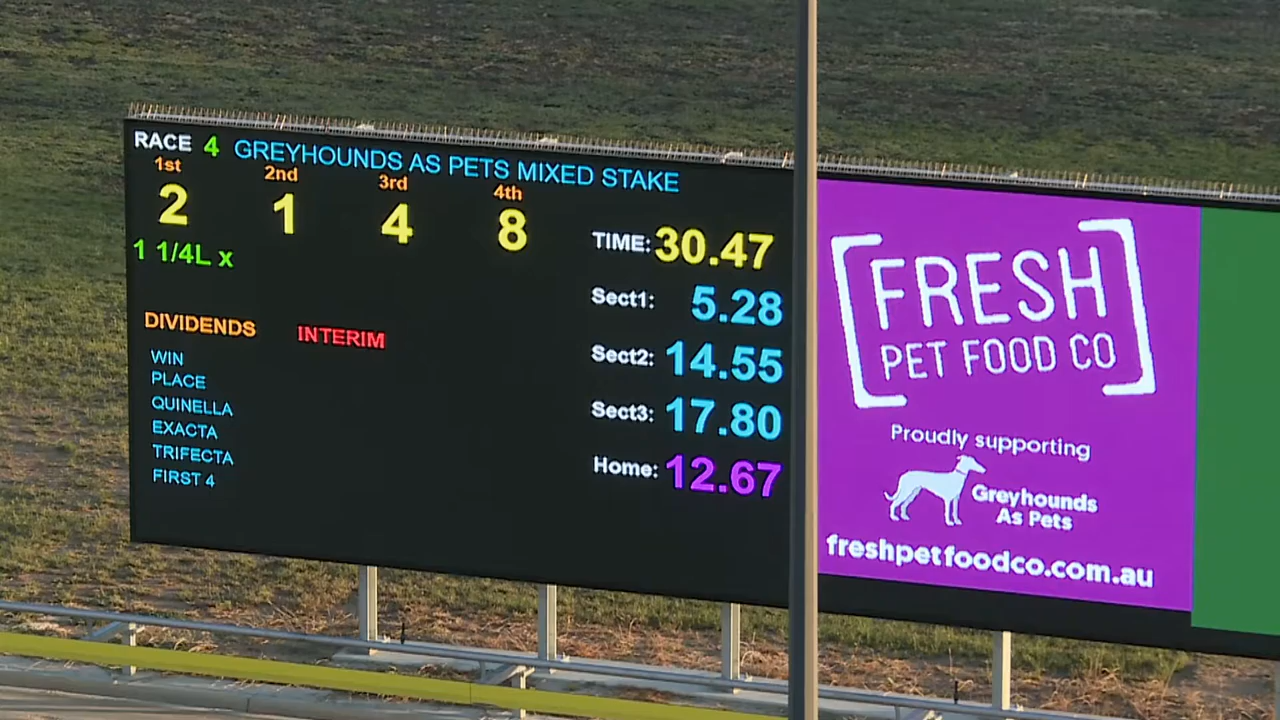 RACE 4 GREYHOUNDS AS PETS MIXED STAKE
1st 2nd 3rd 4th
2 1 4 8
1 1/4L x
TIME: 30.47
Sect1: 5.28
Sect2: 14.55
Sect3: 17.80
Home: 12.67
DIVIDENDS INTERIM
WIN
PLACE
QUINELLA
EXACTA
TRIFECTA
FIRST 4
FRESH
PET FOOD CO
Proudly supporting
Greyhounds
As Pets
freshpetfoodco.com.au